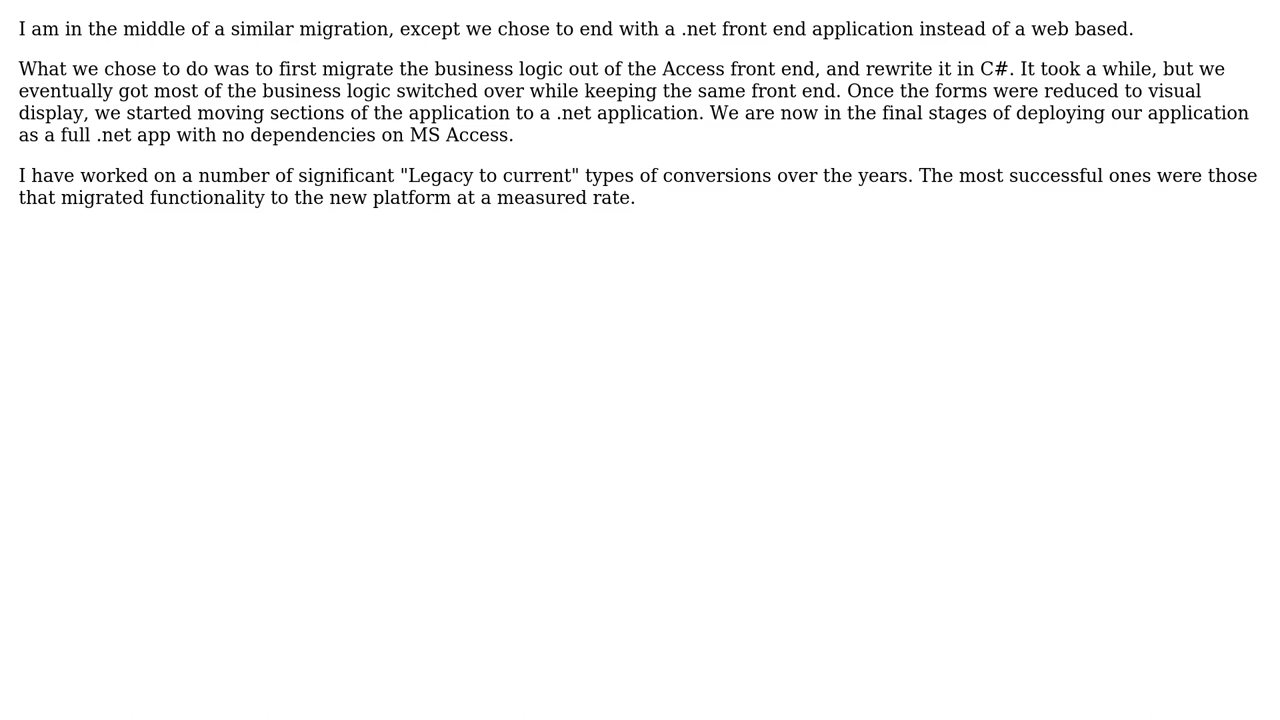 I am in the middle of a similar migration, except we chose to end with a .net front end application instead of a web based.
What we chose to do was to first migrate the business logic out of the Access front end, and rewrite it in C#. It took a while, but we
eventually got most of the business logic switched over while keeping the same front end. Once the forms were reduced to visual
display, we started moving sections of the application to a .net application. We are now in the final stages of deploying our application
as a full .net app with no dependencies on MS Access.
I have worked on a number of significant "Legacy to current" types of conversions over the years. The most successful ones were those
that migrated functionality to the new platform at a measured rate.